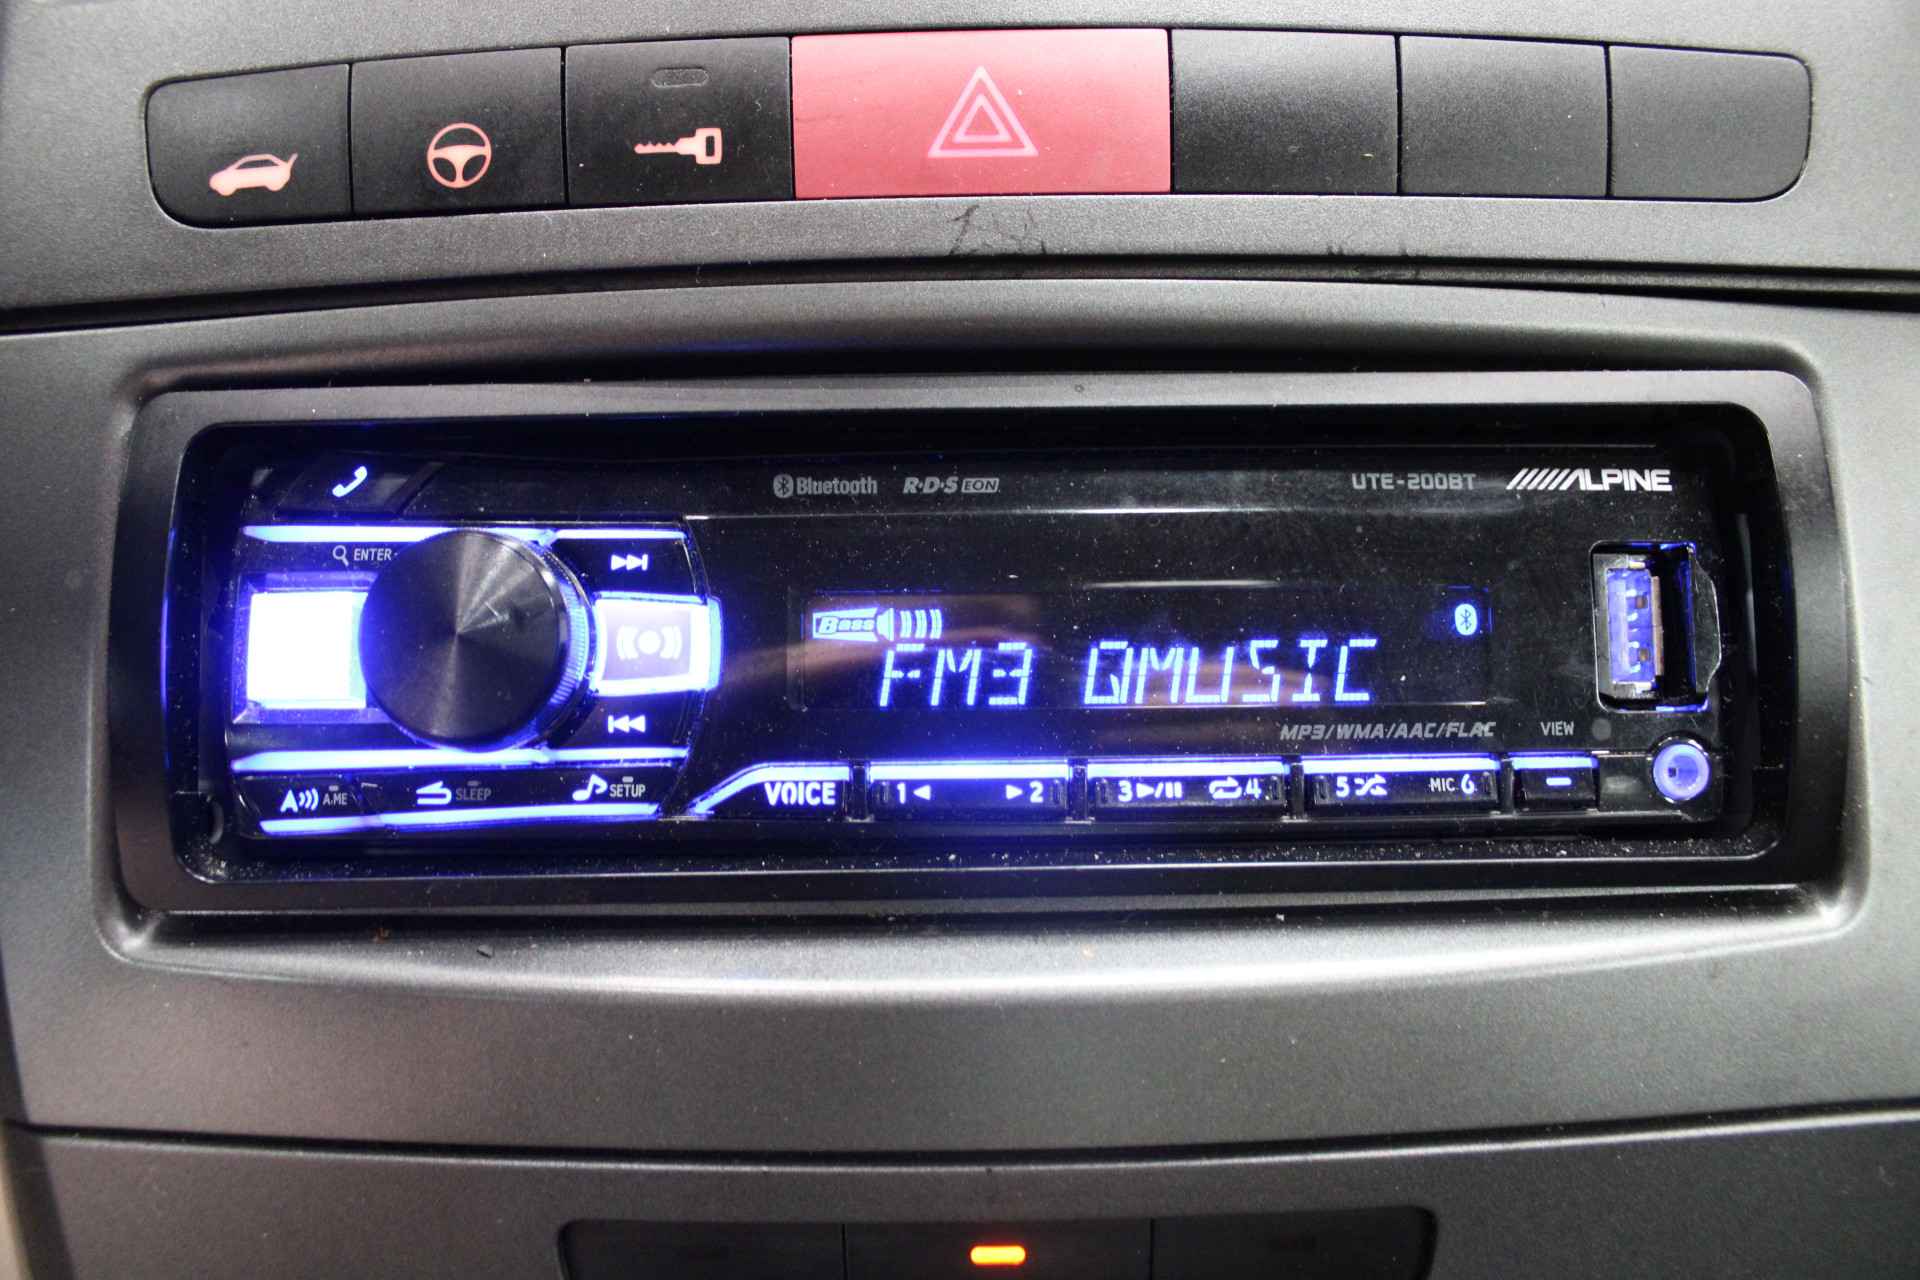 Bluetooth R·D·S EON UTE-200BT ALPINE
ENTER
Bass
FM3 QMUSIC
MP3/WMA/AAC/FLAC VIEW
A.ME SLEEP SETUP VOICE 1 2 3 4 5 MIC 6